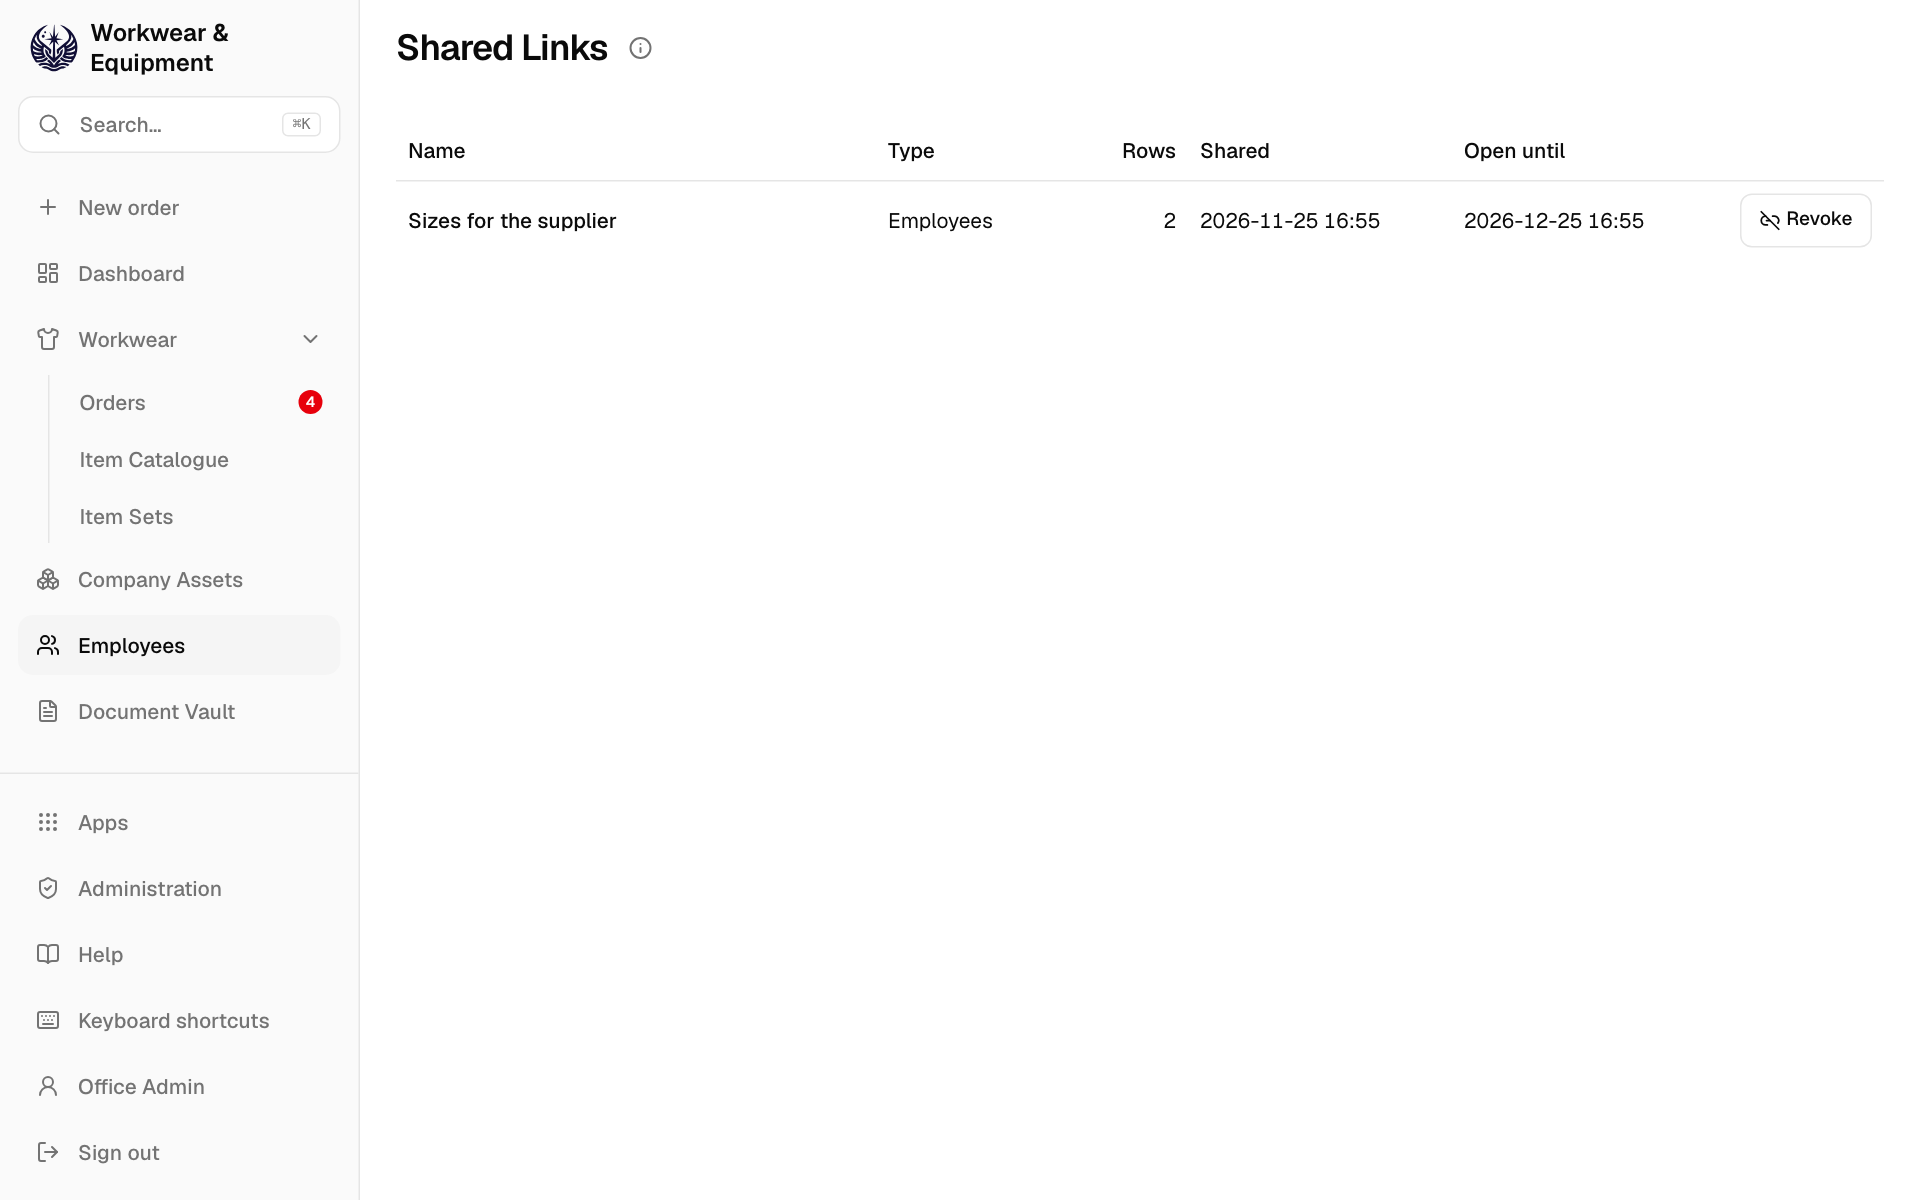 Workwear &
Equipment
Search...
⌘K
New order
Dashboard
Workwear
Orders
4
Item Catalogue
Item Sets
Company Assets
Employees
Document Vault
Apps
Administration
Help
Keyboard shortcuts
Office Admin
Sign out
Shared Links
Name Type Rows Shared Open until
Sizes for the supplier Employees 2 2026-11-25 16:55 2026-12-25 16:55 Revoke